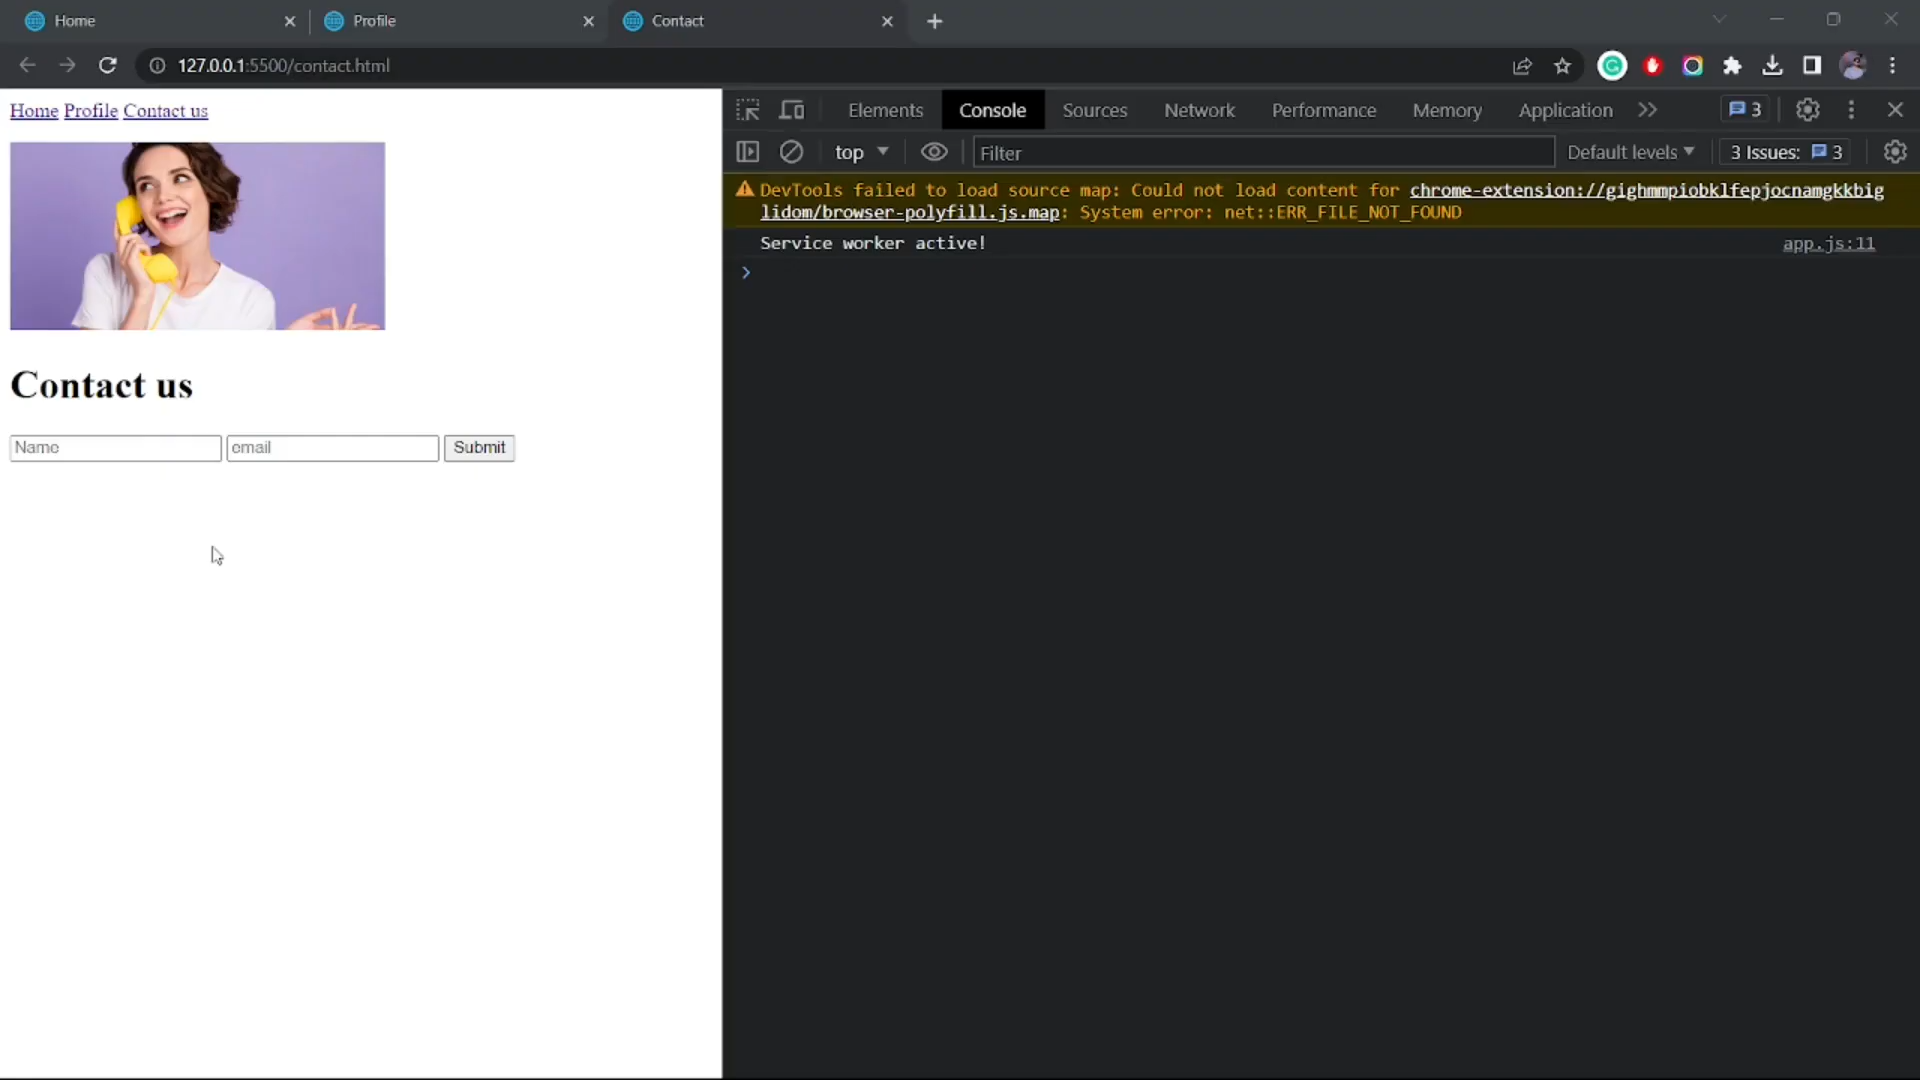 Home
Profile
Contact
127.0.0.1:5500/contact.html
Home Profile Contact us
Contact us
Name
email
Submit
Elements
Console
Sources
Network
Performance
Memory
Application
3
top
Filter
Default levels
3 Issues:
3
DevTools failed to load source map: Could not load content for chrome-extension://gighmmpiobklfepjocnamgkkbig
lidom/browser-polyfill.js.map: System error: net::ERR_FILE_NOT_FOUND
Service worker active!
app.js:11